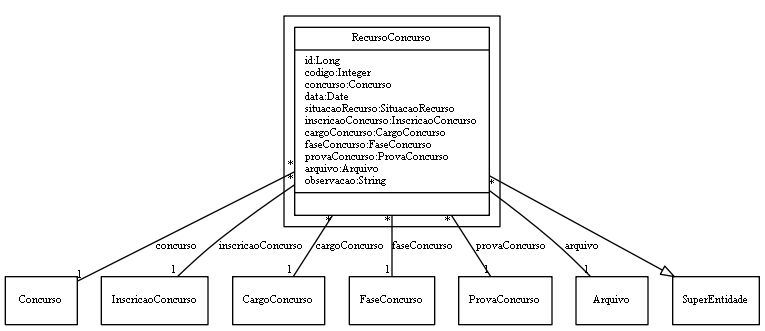 RecursoConcurso
id:Long
codigo:Integer
concurso:Concurso
data:Date
situacaoRecurso:SituacaoRecurso
inscricaoConcurso:InscricaoConcurso
cargoConcurso:CargoConcurso
faseConcurso:FaseConcurso
provaConcurso:ProvaConcurso
arquivo:Arquivo
observacao:String
* *
* * * *
concurso inscricaoConcurso cargoConcurso faseConcurso provaConcurso arquivo
1 1 1 1 1 1
Concurso InscricaoConcurso CargoConcurso FaseConcurso ProvaConcurso Arquivo SuperEntidade